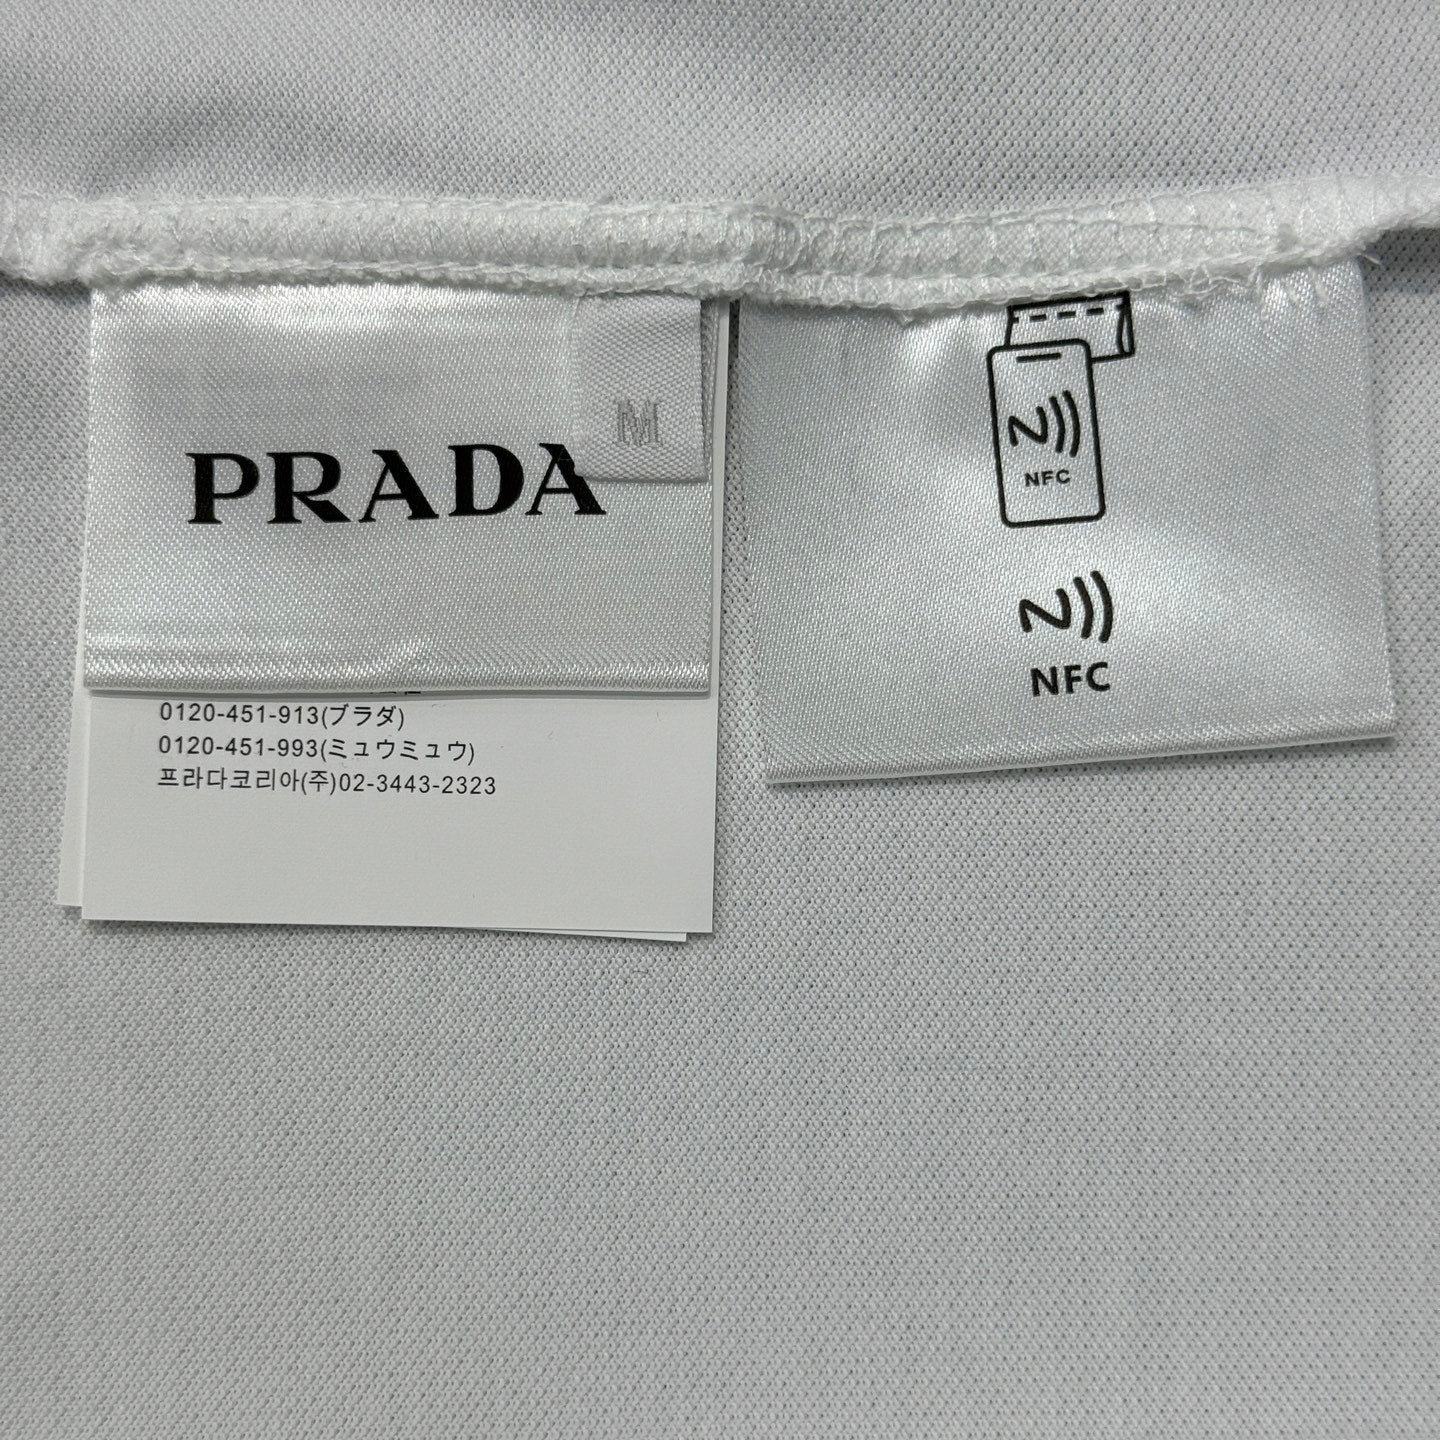 PRADA
M
0120-451-913(プラダ)
0120-451-993(ミュウミュウ)
프라다코리아(주)02-3443-2323
NFC
NFC